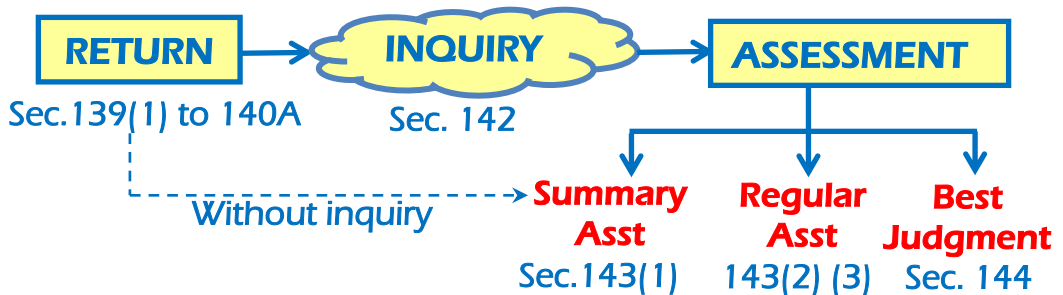 RETURN
INQUIRY
ASSESSMENT
Sec.139(1) to 140A
Sec. 142
Without inquiry
Summary
Asst
Sec.143(1)
Regular
Asst
143(2) (3)
Best
Judgment
Sec. 144